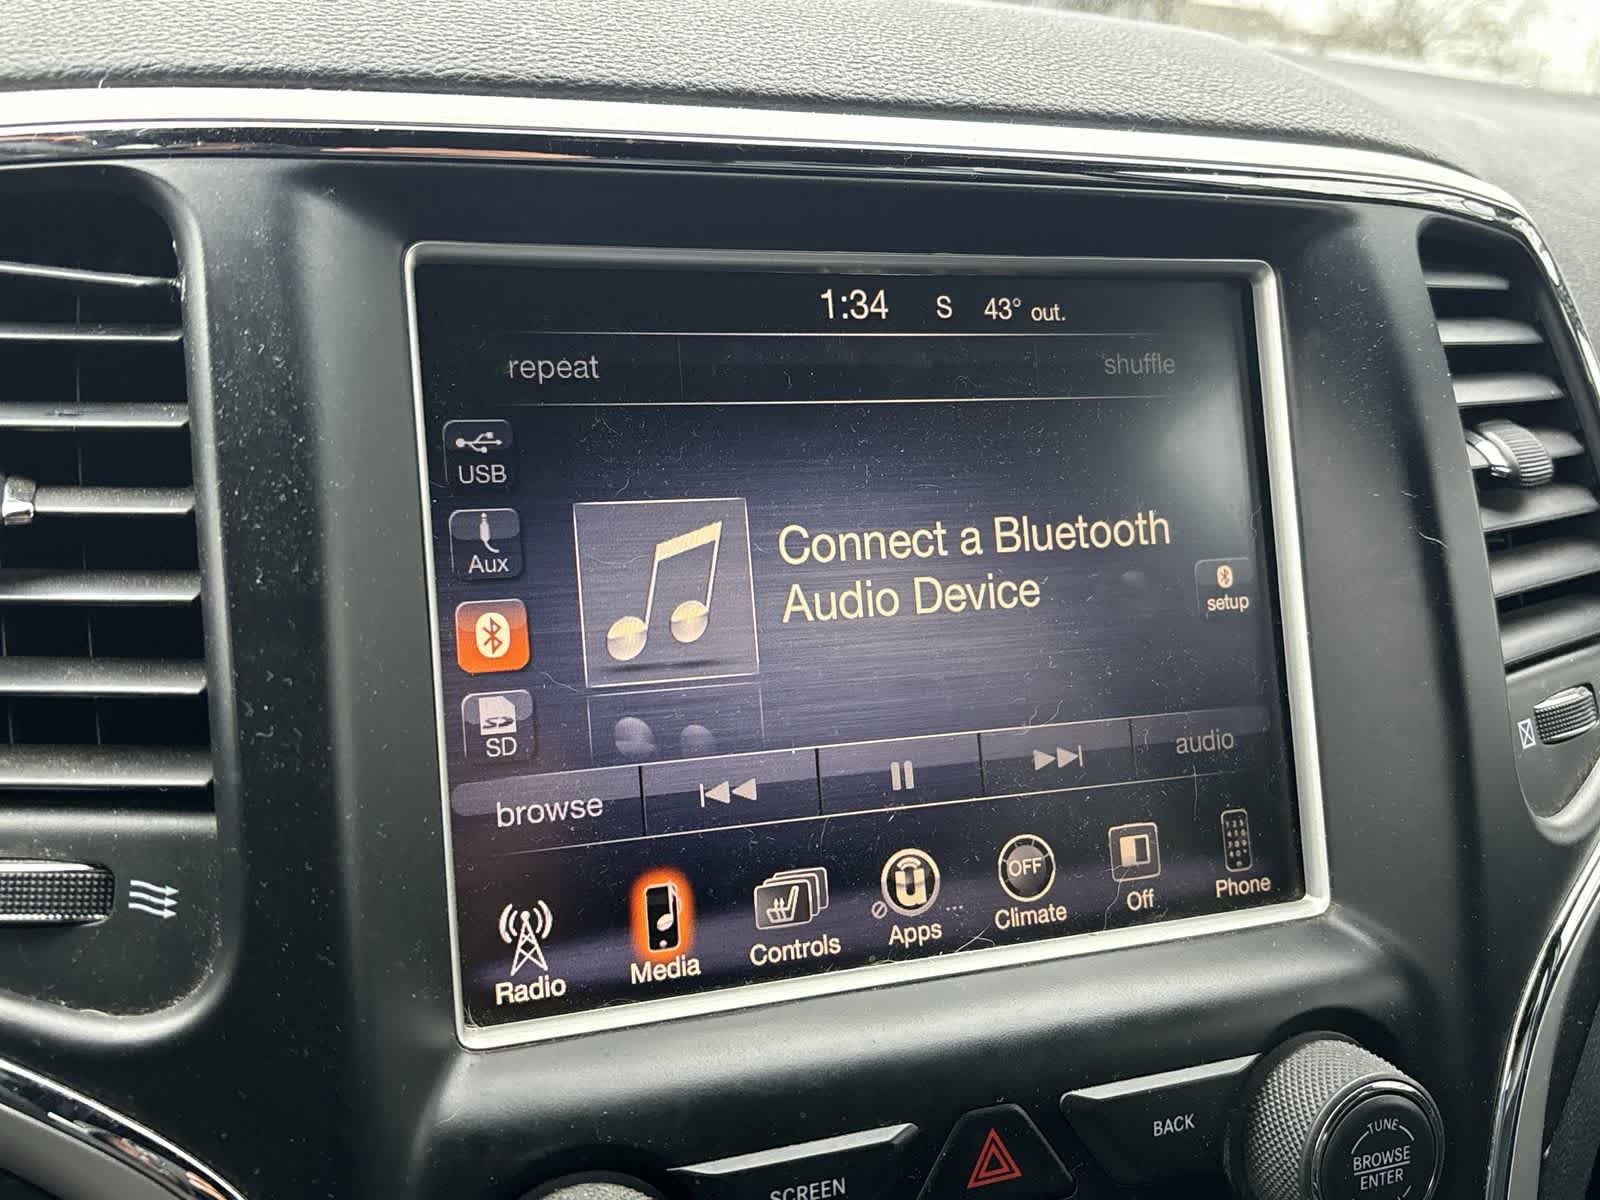 1:34 S 43° out.
repeat shuffle
USB
Aux
Connect a Bluetooth
Audio Device
setup
SD
browse audio
Radio Media Controls Apps OFF Climate Off Phone
BACK
SCREEN
TUNE
BROWSE
ENTER